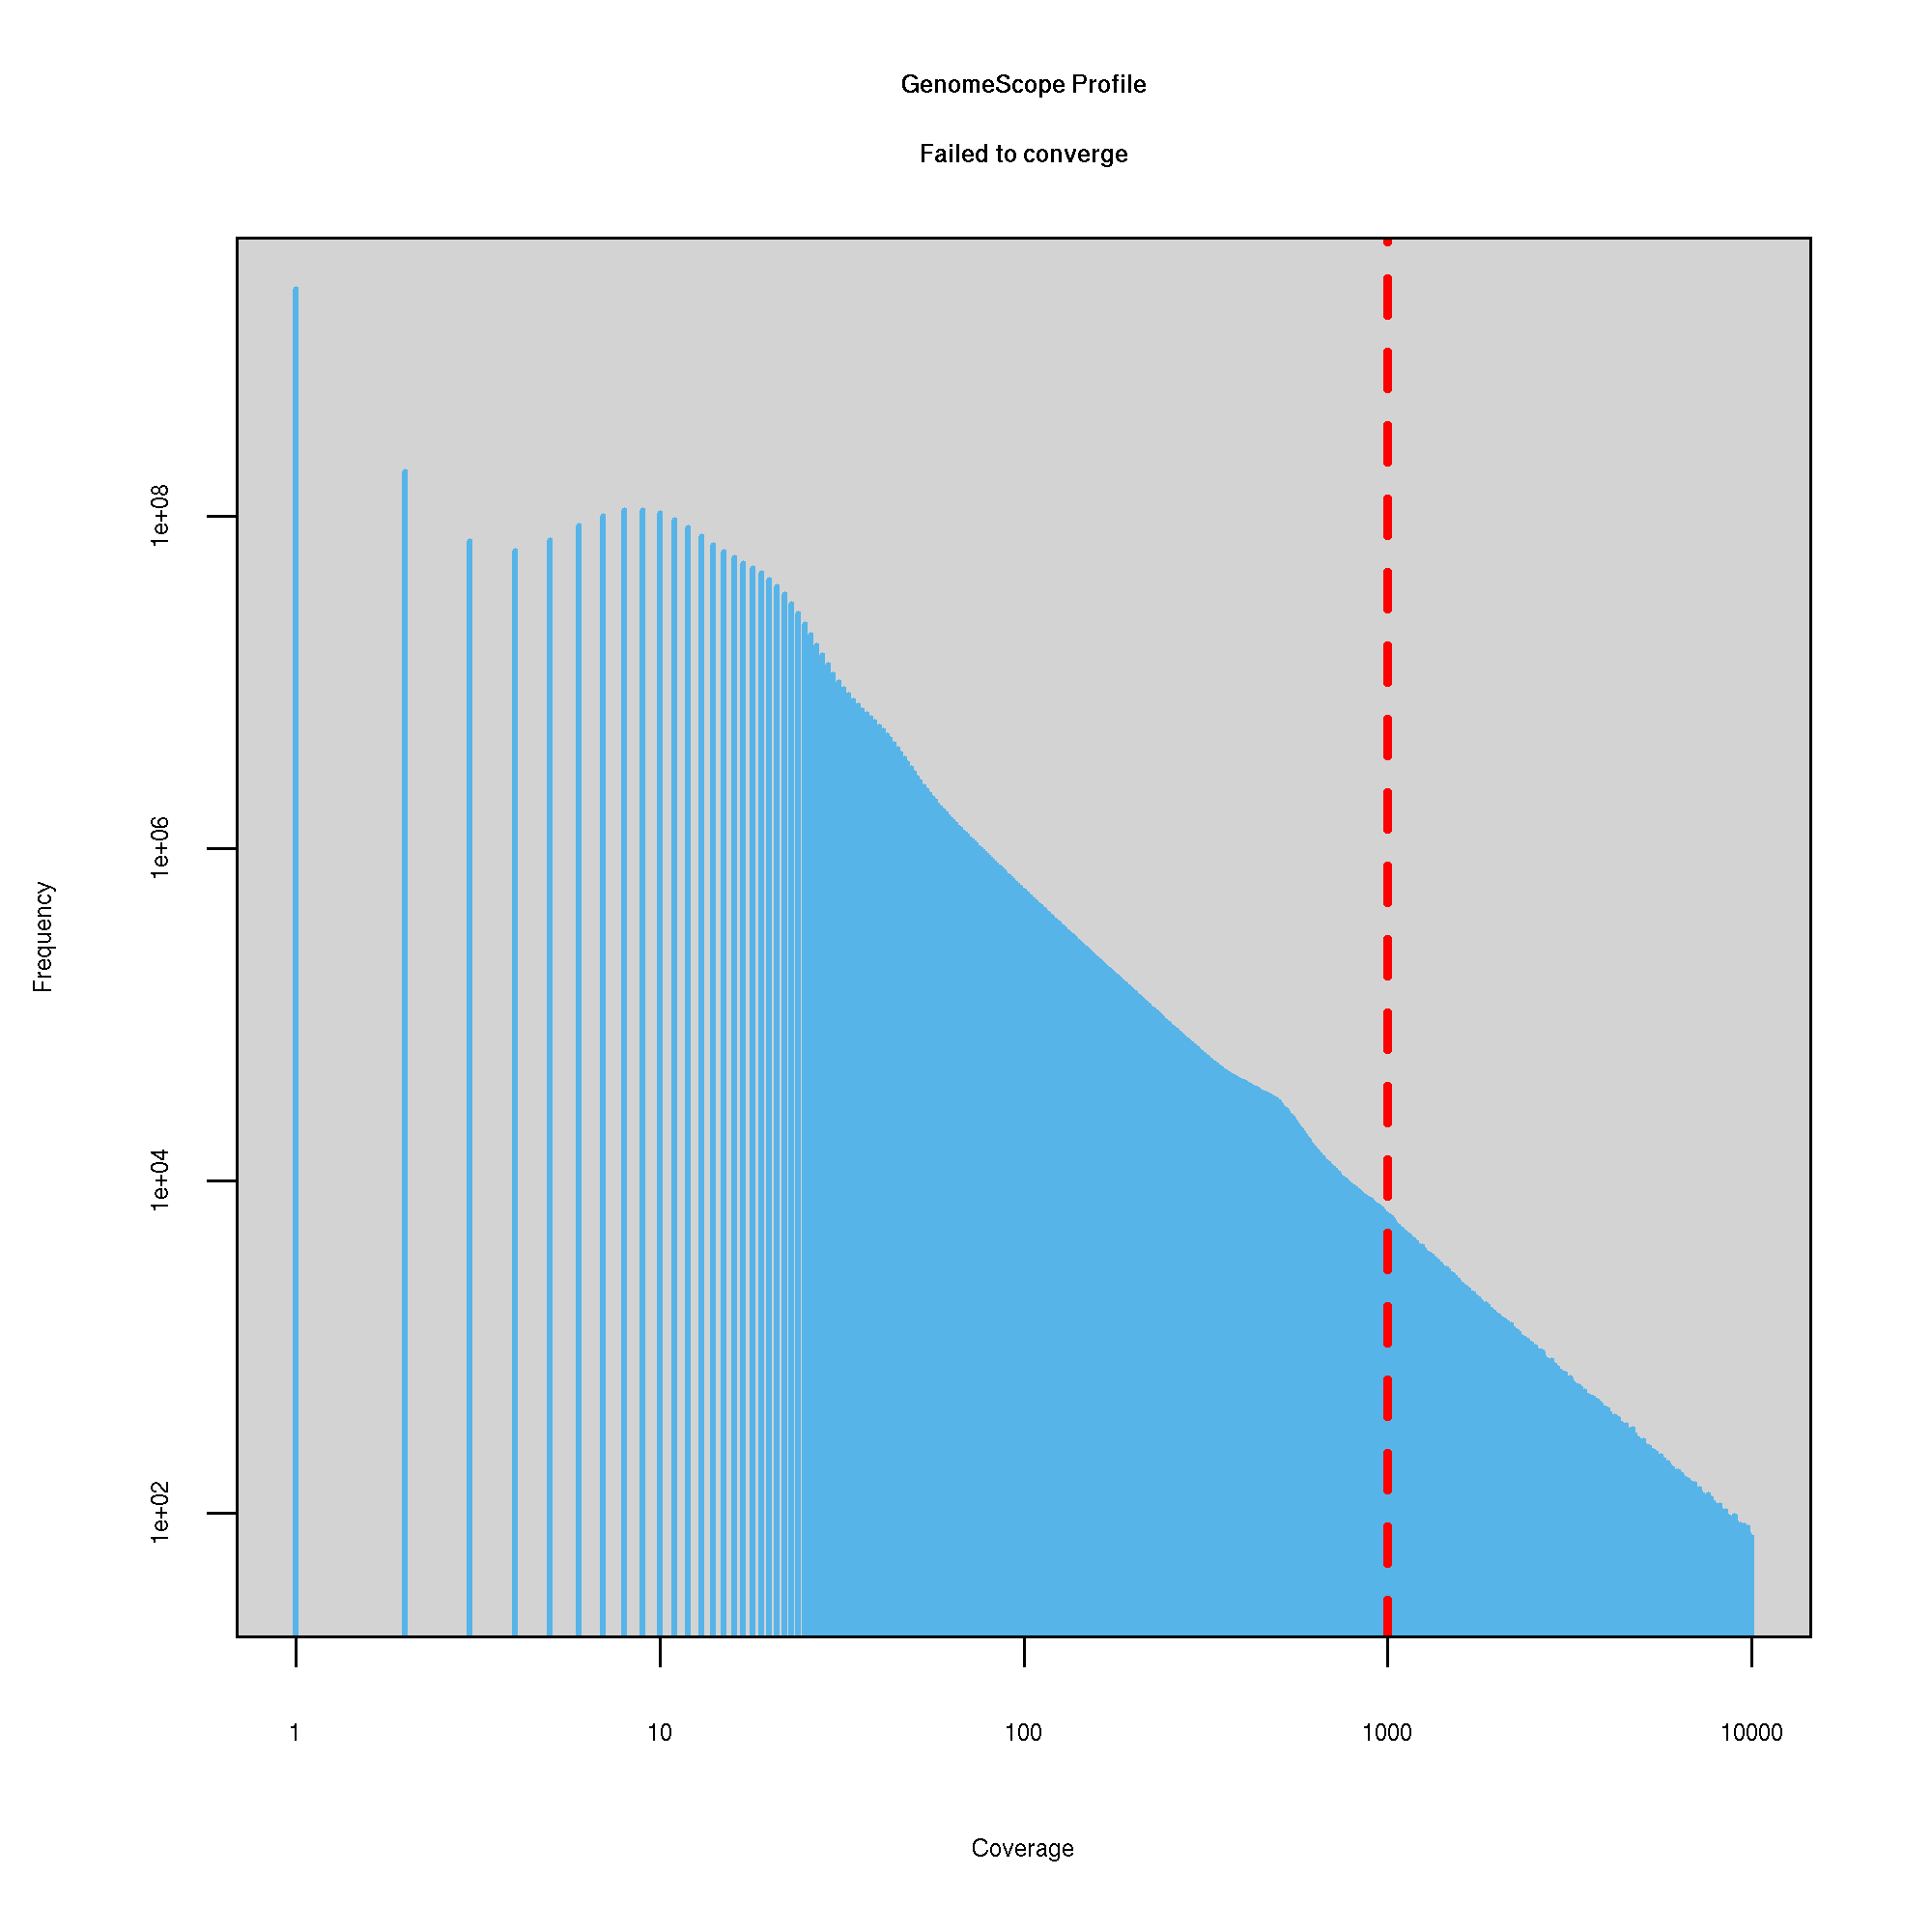 GenomeScope Profile
Failed to converge
Frequency
1e+08
1e+06
1e+04
1e+02
1 10 100 1000 10000
Coverage